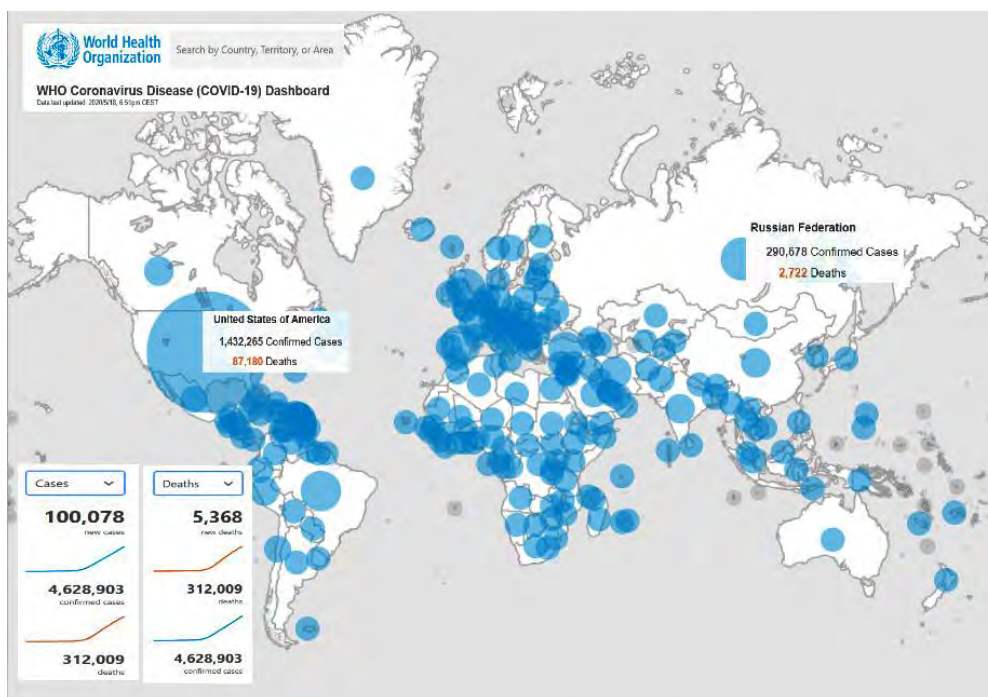 World Health
Organization
Search by Country, Territory, or Area
WHO Coronavirus Disease (COVID-19) Dashboard
Data last updated: 2020/5/18, 6:51pm CEST
Russian Federation
290,678 Confirmed Cases
2,722 Deaths
United States of America
1,432,265 Confirmed Cases
87,180 Deaths
Cases
100,078
new cases
4,628,903
confirmed cases
312,009
deaths
Deaths
5,368
new deaths
312,009
deaths
4,628,903
confirmed cases